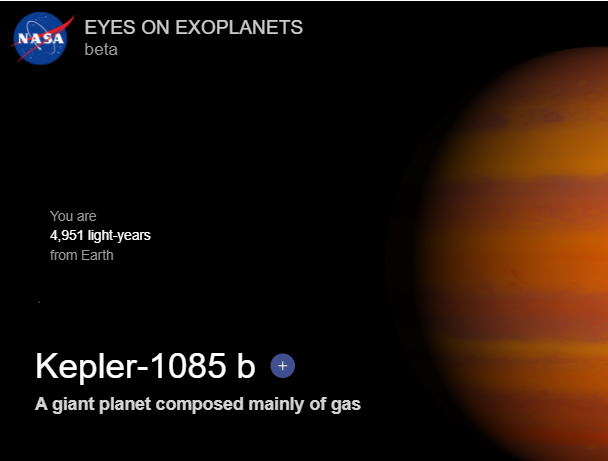 NASA
EYES ON EXOPLANETS
beta
You are
4,951 light-years
from Earth
Kepler-1085 b +
A giant planet composed mainly of gas